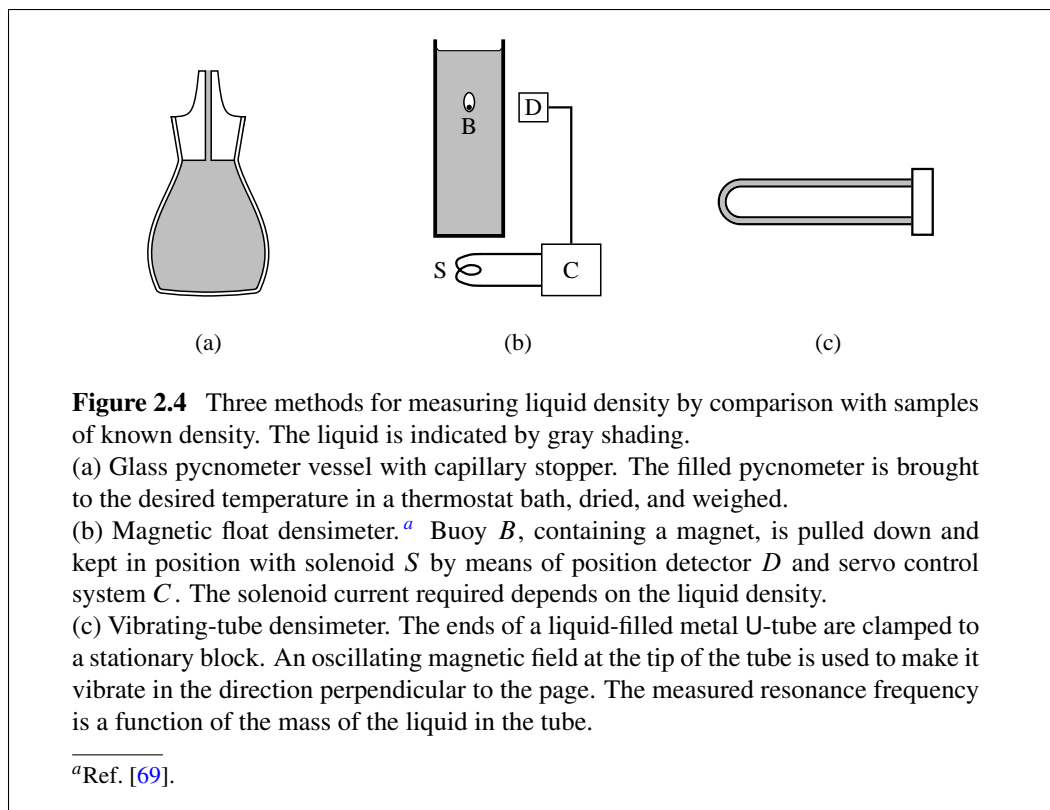 B
D
S
C
(a)
(b)
(c)
Figure 2.4 Three methods for measuring liquid density by comparison with samples
of known density. The liquid is indicated by gray shading.
(a) Glass pycnometer vessel with capillary stopper. The filled pycnometer is brought
to the desired temperature in a thermostat bath, dried, and weighed.
(b) Magnetic float densimeter.a Buoy B, containing a magnet, is pulled down and
kept in position with solenoid S by means of position detector D and servo control
system C. The solenoid current required depends on the liquid density.
(c) Vibrating-tube densimeter. The ends of a liquid-filled metal U-tube are clamped to
a stationary block. An oscillating magnetic field at the tip of the tube is used to make it
vibrate in the direction perpendicular to the page. The measured resonance frequency
is a function of the mass of the liquid in the tube.
aRef. [69].